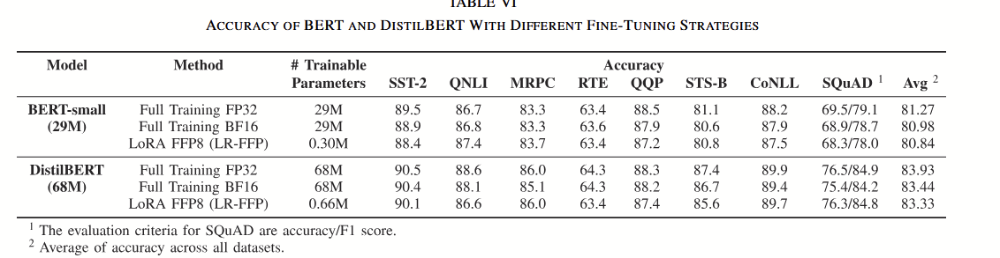 TABLE VI
ACCURACY OF BERT AND DISTILBERT WITH DIFFERENT FINE-TUNING STRATEGIES
Model Method # Trainable Parameters Accuracy
SST-2 QNLI MRPC RTE QQP STS-B CoNLL SQuAD 1 Avg 2
BERT-small Full Training FP32 29M 89.5 86.7 83.3 63.4 88.5 81.1 88.2 69.5/79.1 81.27
(29M) Full Training BF16 29M 88.9 86.8 83.3 63.6 87.9 80.6 87.9 68.9/78.7 80.98
LoRA FFP8 (LR-FFP) 0.30M 88.4 87.4 83.7 63.4 87.2 80.8 87.5 68.3/78.0 80.84
DistilBERT Full Training FP32 68M 90.5 88.6 86.0 64.3 88.3 87.4 89.9 76.5/84.9 83.93
(68M) Full Training BF16 68M 90.4 88.1 85.1 64.3 88.2 86.7 89.4 75.4/84.2 83.44
LoRA FFP8 (LR-FFP) 0.66M 90.1 86.6 86.0 63.4 87.4 85.6 89.7 76.3/84.8 83.33
1 The evaluation criteria for SQuAD are accuracy/F1 score.
2 Average of accuracy across all datasets.